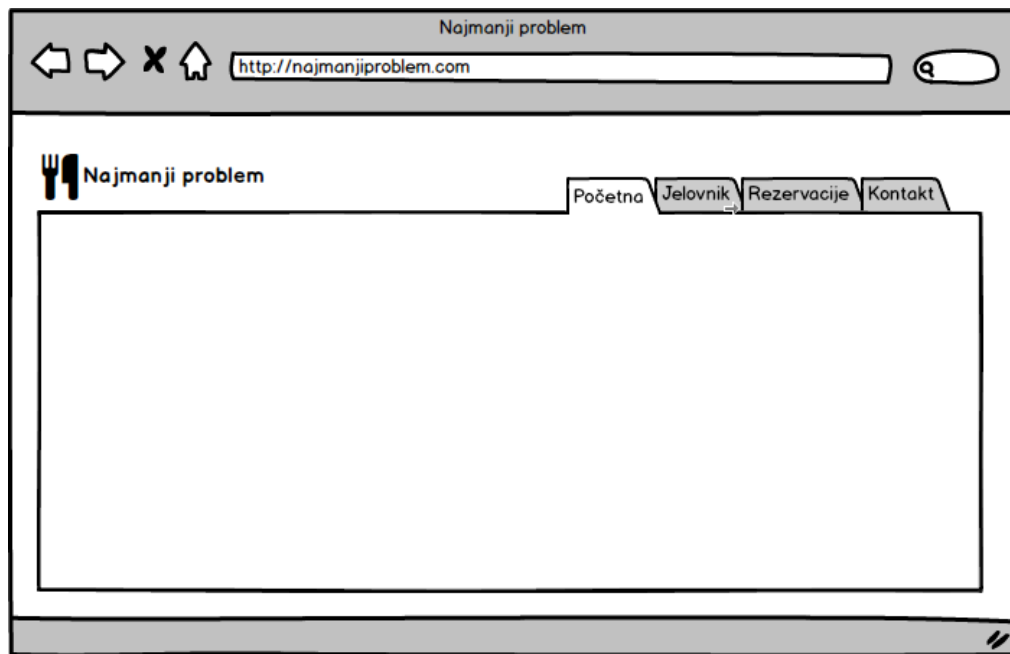 Najmanji problem
http://najmanjiproblem.com
Najmanji problem
Početna Jelovnik Rezervacije Kontakt